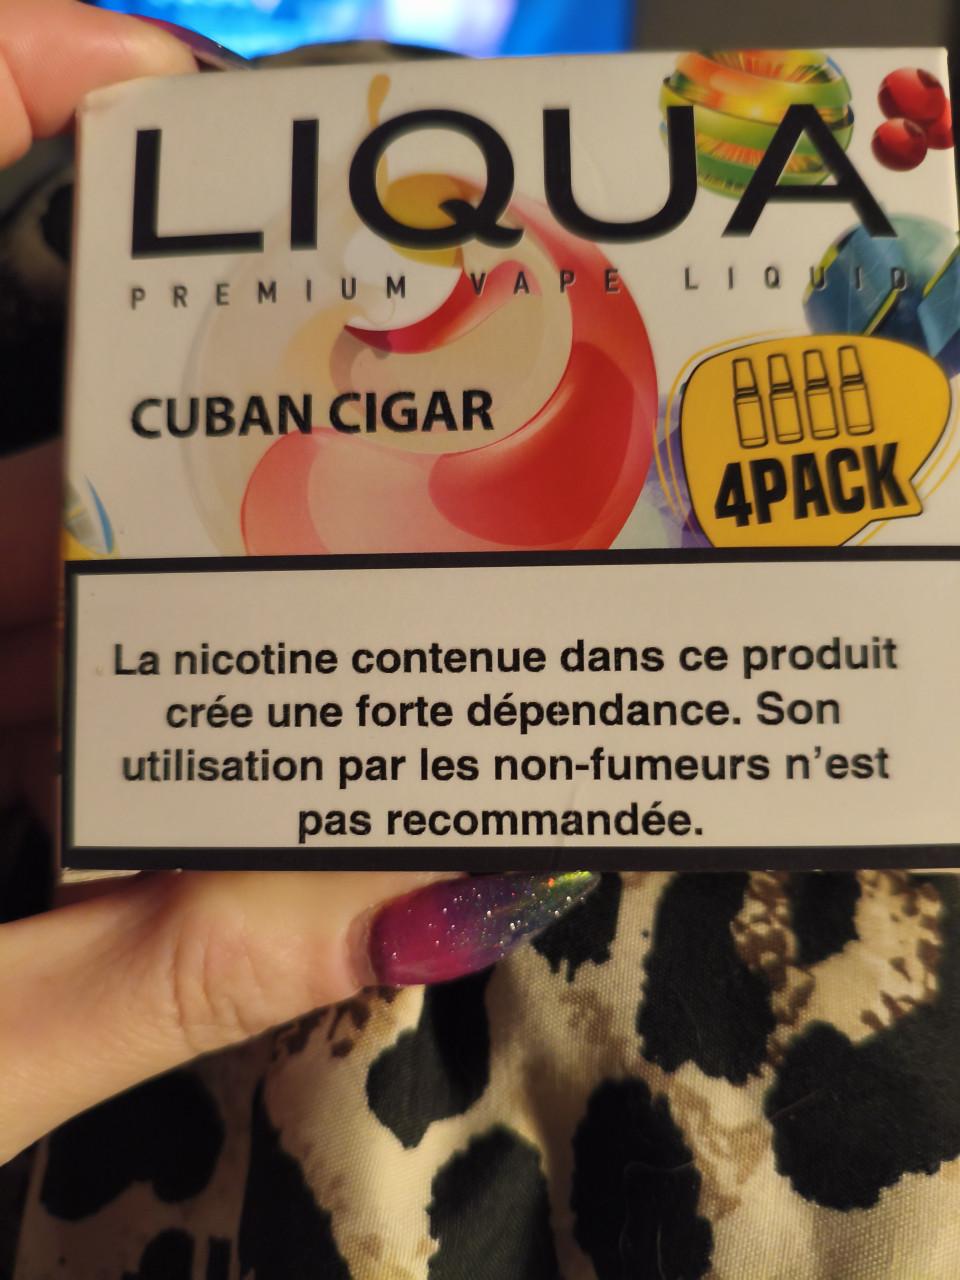 LIQUA
PREMIUM VAPE LIQUID
CUBAN CIGAR
4PACK
La nicotine contenue dans ce produit
crée une forte dépendance. Son
utilisation par les non-fumeurs n'est
pas recommandée.